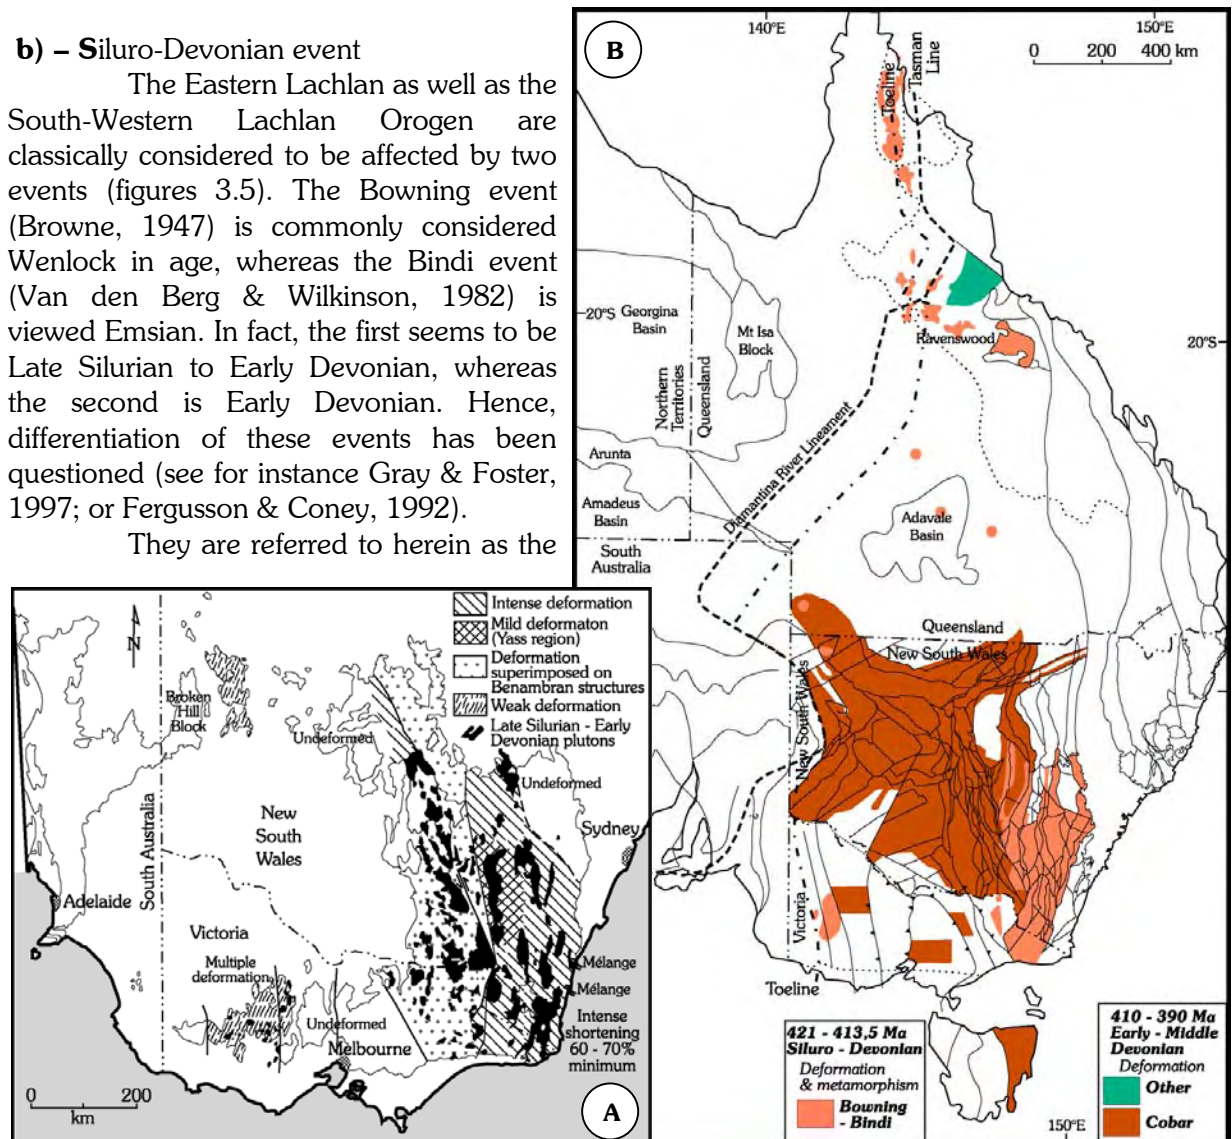 b) – Siluro-Devonian event
The Eastern Lachlan as well as the
South-Western Lachlan Orogen are
classically considered to be affected by two
events (figures 3.5). The Bowning event
(Browne, 1947) is commonly considered
Wenlock in age, whereas the Bindi event
(Van den Berg & Wilkinson, 1982) is
viewed Emsian. In fact, the first seems to be
Late Silurian to Early Devonian, whereas
the second is Early Devonian. Hence,
differentiation of these events has been
questioned (see for instance Gray & Foster,
1997; or Fergusson & Coney, 1992).
They are referred to herein as the
Intense deformation
Mild deformaton
(Yass region)
Deformation
superimposed on
Benambran structures
Weak deformation
Late Silurian - Early
Devonian plutons
N
Broken
Hill
Block
Undeformed
Undeformed
South Australia
New
South
Wales
Sydney
Adelaide
Victoria
Multiple
deformation
Undeformed
Melbourne
Mélange
Mélange
Intense
shortening
60 - 70%
minimum
0 200
km
A
B
140°E
150°E
0 200 400 km
Toeline
Tasman
Line
20°S
Georgina
Basin
Mt Isa
Block
Ravenswood
20°S
Northern
Territories
Queensland
Diamantina River Lineament
Arunta
Amadeus
Basin
Adavale
Basin
South
Australia
Queensland
New South Wales
New South Wales
Victoria
Toeline
421 - 413,5 Ma
Siluro - Devonian
Deformation
& metamorphism
Bowning
- Bindi
410 - 390 Ma
Early - Middle
Devonian
Deformation
Other
Cobar
150°E